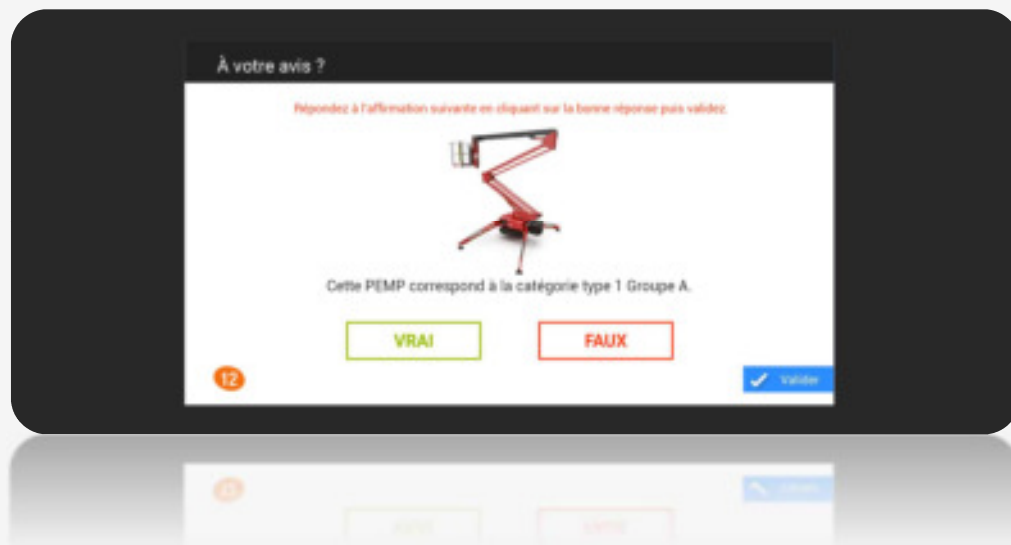 À votre avis ?
Répondez à l'affirmation suivante en cliquant sur la bonne réponse puis validez.
Cette PEMP correspond à la catégorie type 1 Groupe A.
VRAI
FAUX
12
Valider